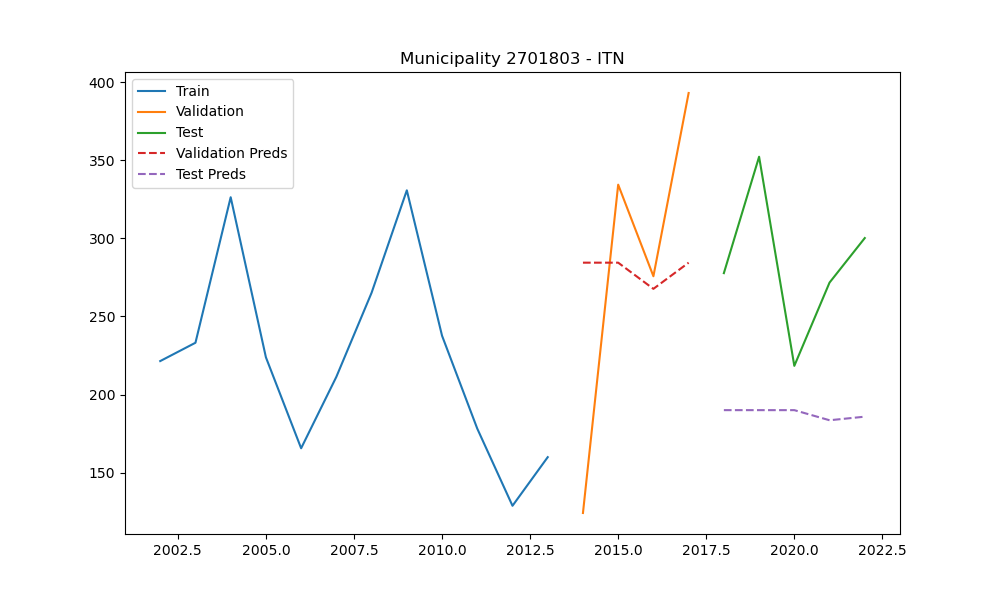 Municipality 2701803 - ITN
Train
Validation
Test
Validation Preds
Test Preds
400
350
300
250
200
150
2002.5 2005.0 2007.5 2010.0 2012.5 2015.0 2017.5 2020.0 2022.5